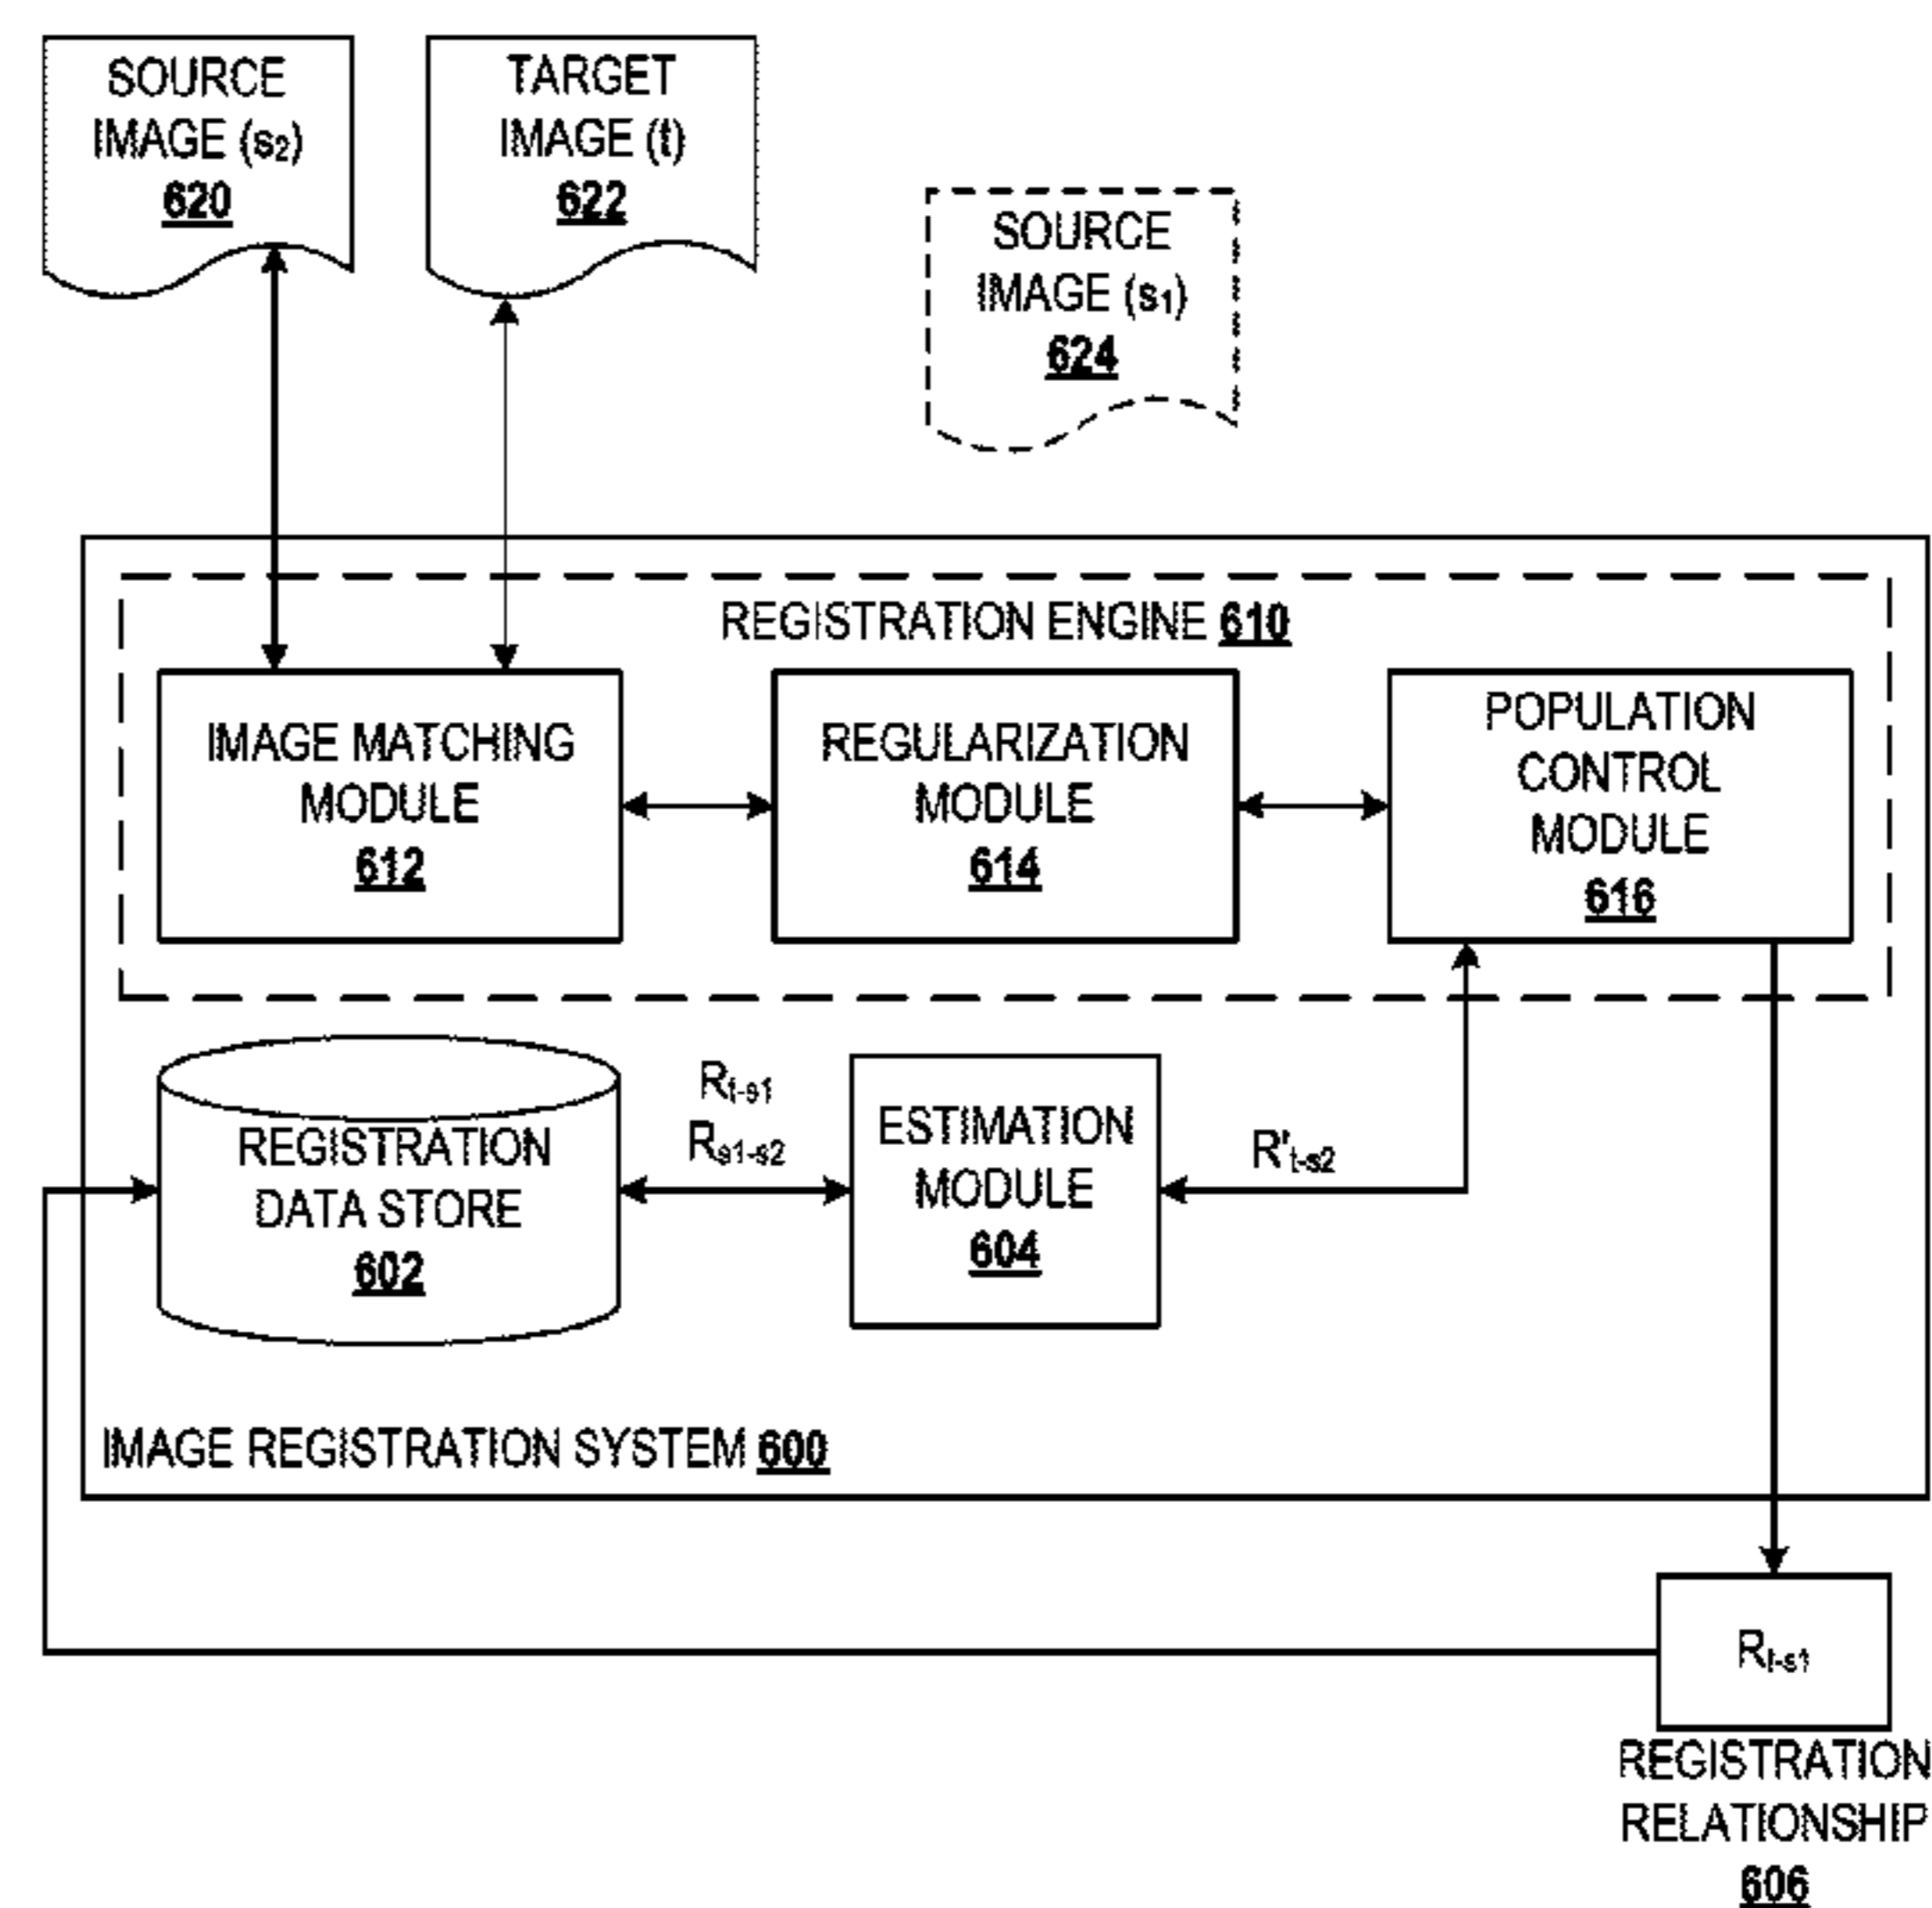 SOURCE
IMAGE (s₂)
620
TARGET
IMAGE (t)
622
SOURCE
IMAGE (s₁)
624
REGISTRATION ENGINE 610
IMAGE MATCHING
MODULE
612
REGULARIZATION
MODULE
614
POPULATION
CONTROL
MODULE
616
REGISTRATION
DATA STORE
602
Rₜ₋ₛ₁
Rₛ₁₋ₛ₂
ESTIMATION
MODULE
604
R'ₜ₋ₛ₂
IMAGE REGISTRATION SYSTEM 600
Rₜ₋ₛ₁
REGISTRATION
RELATIONSHIP
606